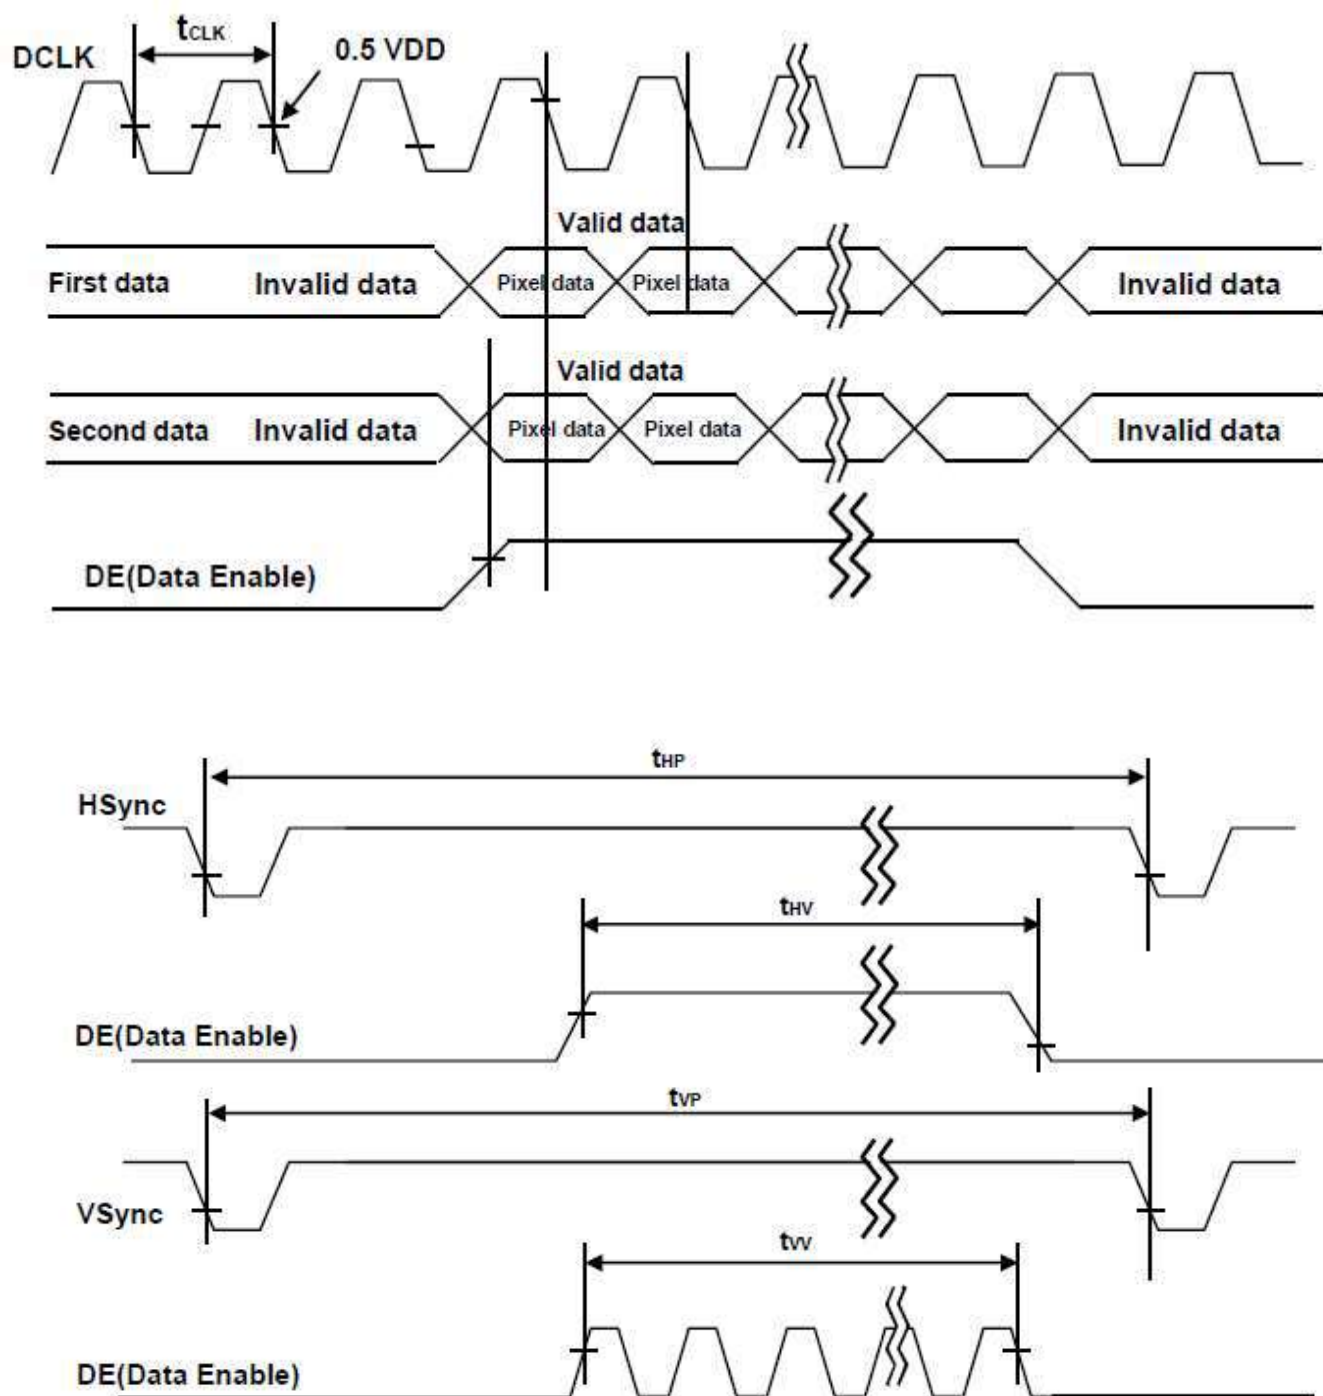 tCLK
DCLK
0.5 VDD
Valid data
First data
Invalid data
Pixel data
Pixel data
Invalid data
Valid data
Second data
Invalid data
Pixel data
Pixel data
Invalid data
DE(Data Enable)
tHP
HSync
tHV
DE(Data Enable)
tVP
VSync
tVV
DE(Data Enable)